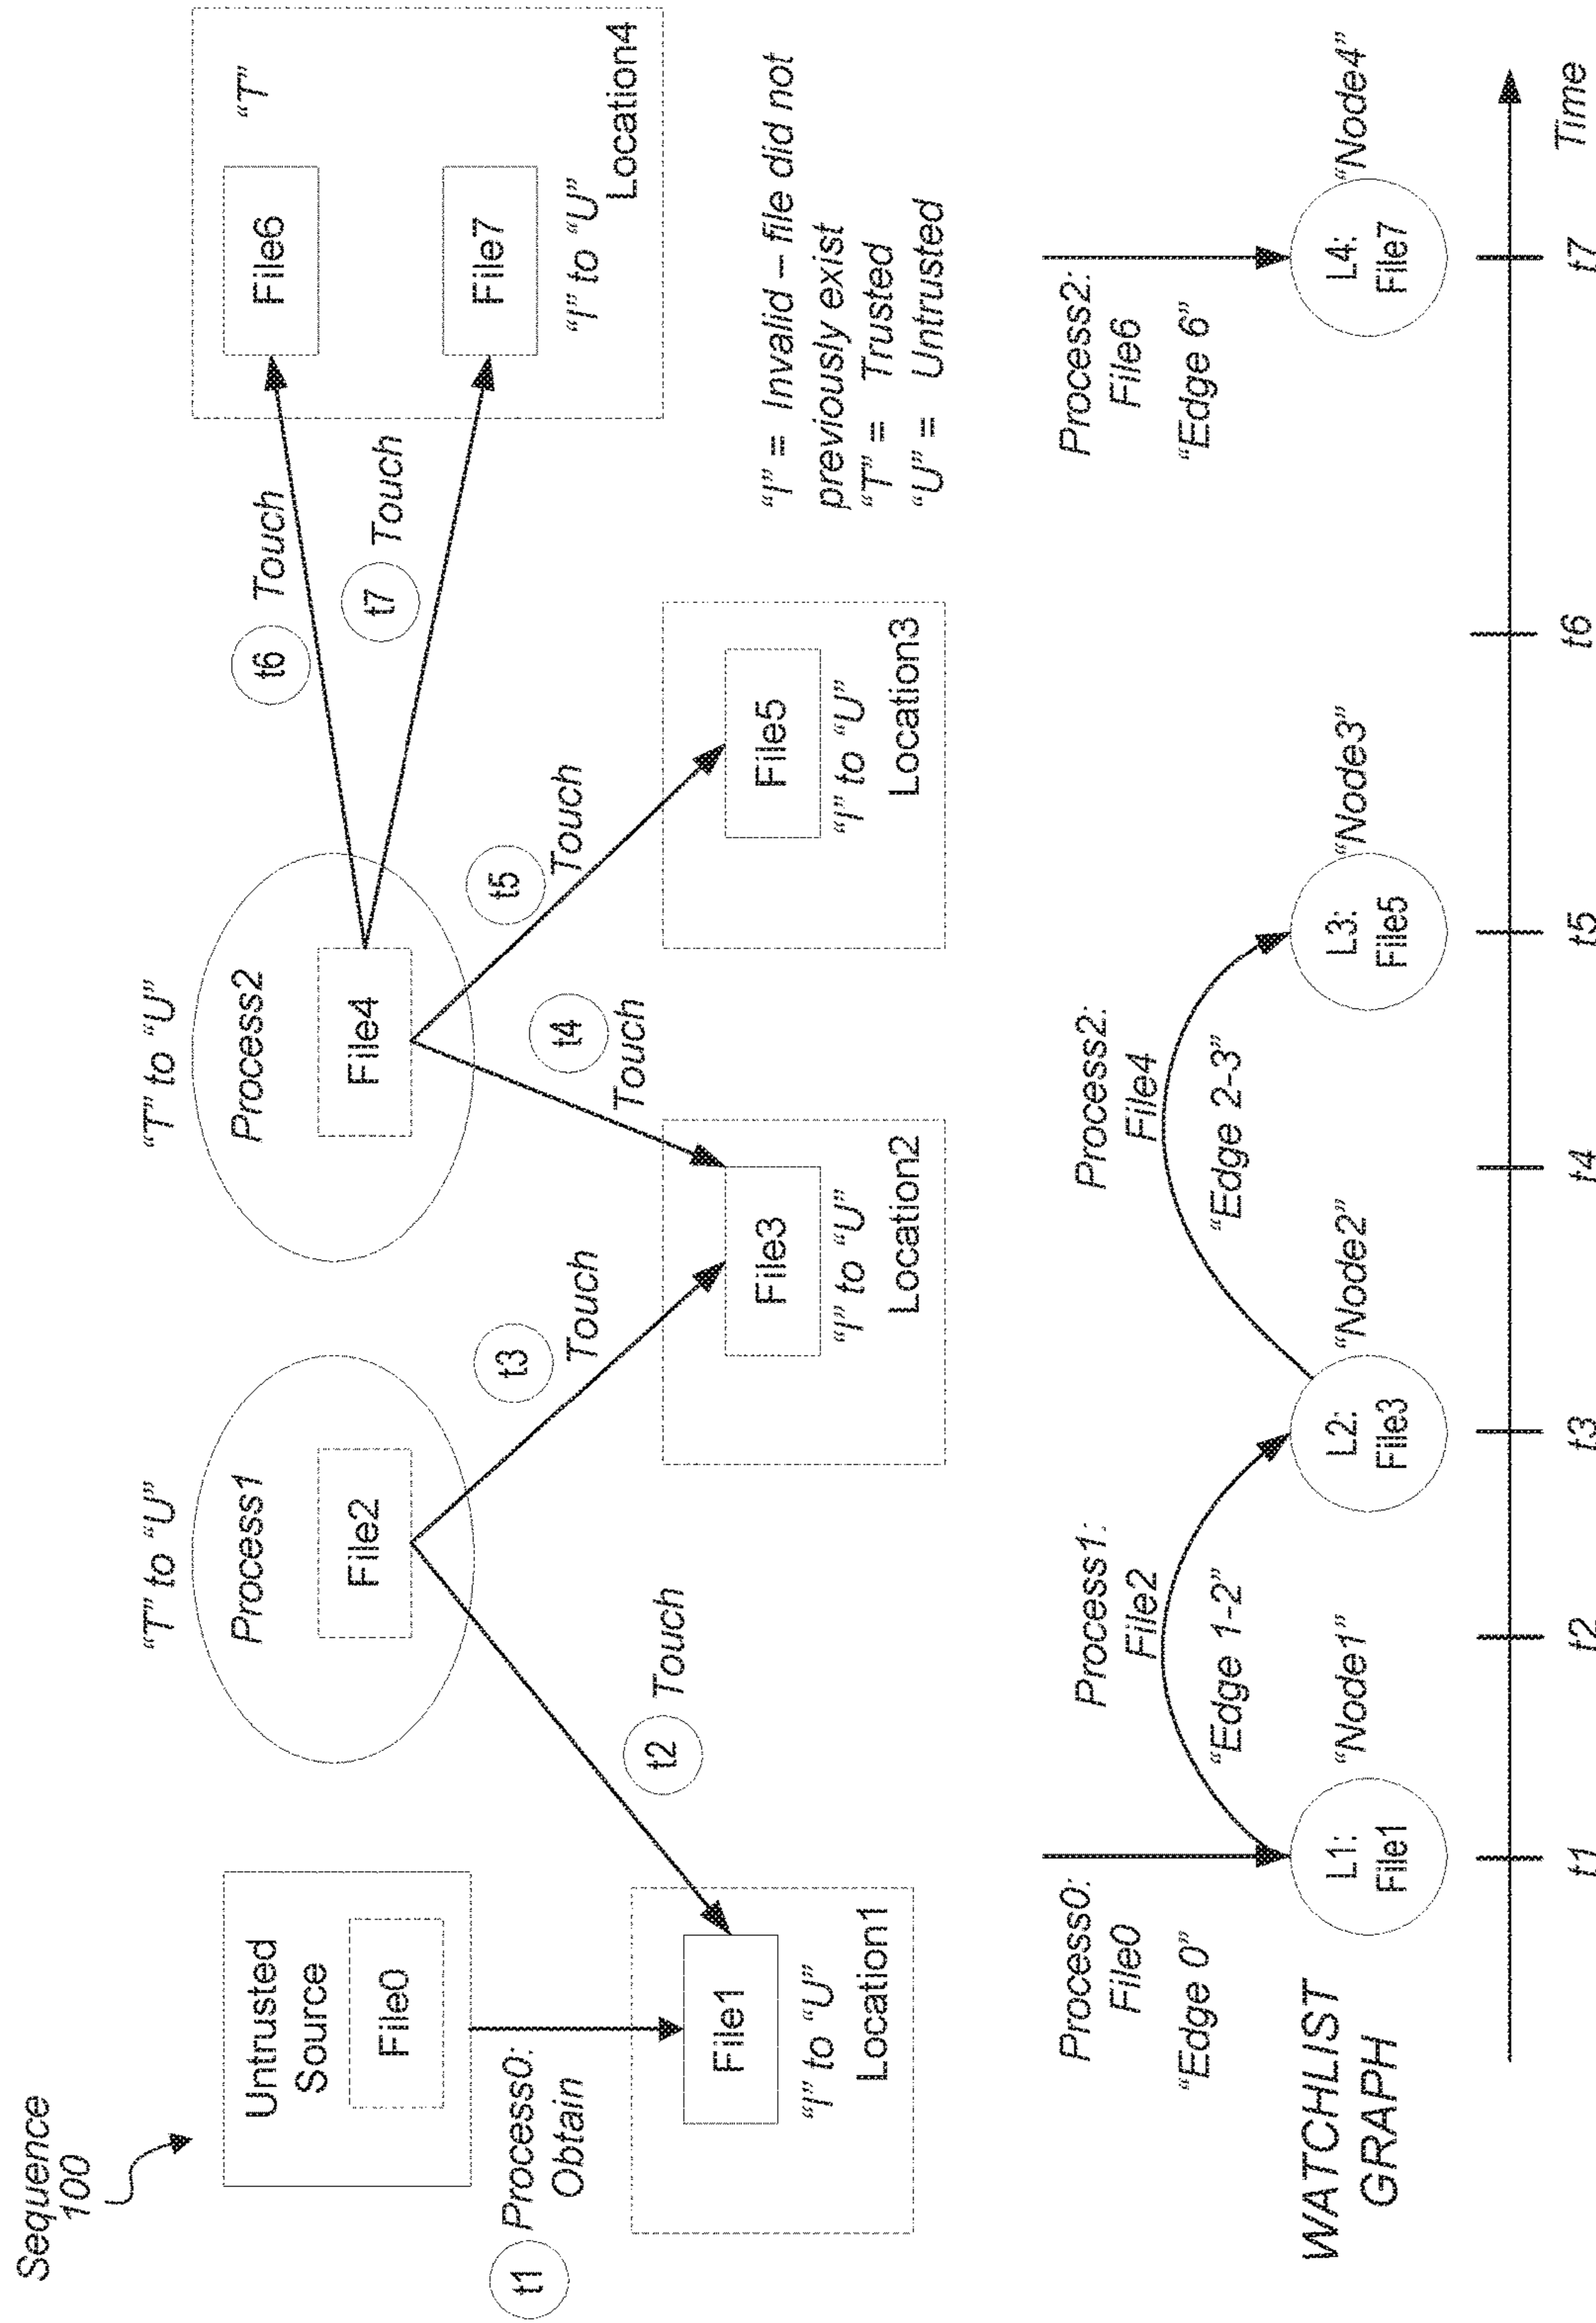 Sequence
100
Untrusted
Source
File0
t1
Process0:
Obtain
File1
“I” to “U”
Location1
“T” to “U”
Process1
File2
t2
Touch
t3
Touch
File3
“I” to “U”
Location2
“T” to “U”
Process2
File4
t4
Touch
t5
Touch
File5
“I” to “U”
Location3
t6
Touch
t7
Touch
File6
“T”
File7
“I” to “U”
Location4
“I” = Invalid – file did not
previously exist
“T” = Trusted
“U” = Untrusted
WATCHLIST
GRAPH
Process0:
File0
“Edge 0”
L1:
File1
“Node1”
Process1:
File2
“Edge 1-2”
L2:
File3
“Node2”
Process2:
File4
“Edge 2-3”
L3:
File5
“Node3”
Process2:
File6
“Edge 6”
L4:
File7
“Node4”
t1
t2
t3
t4
t5
t6
t7
Time